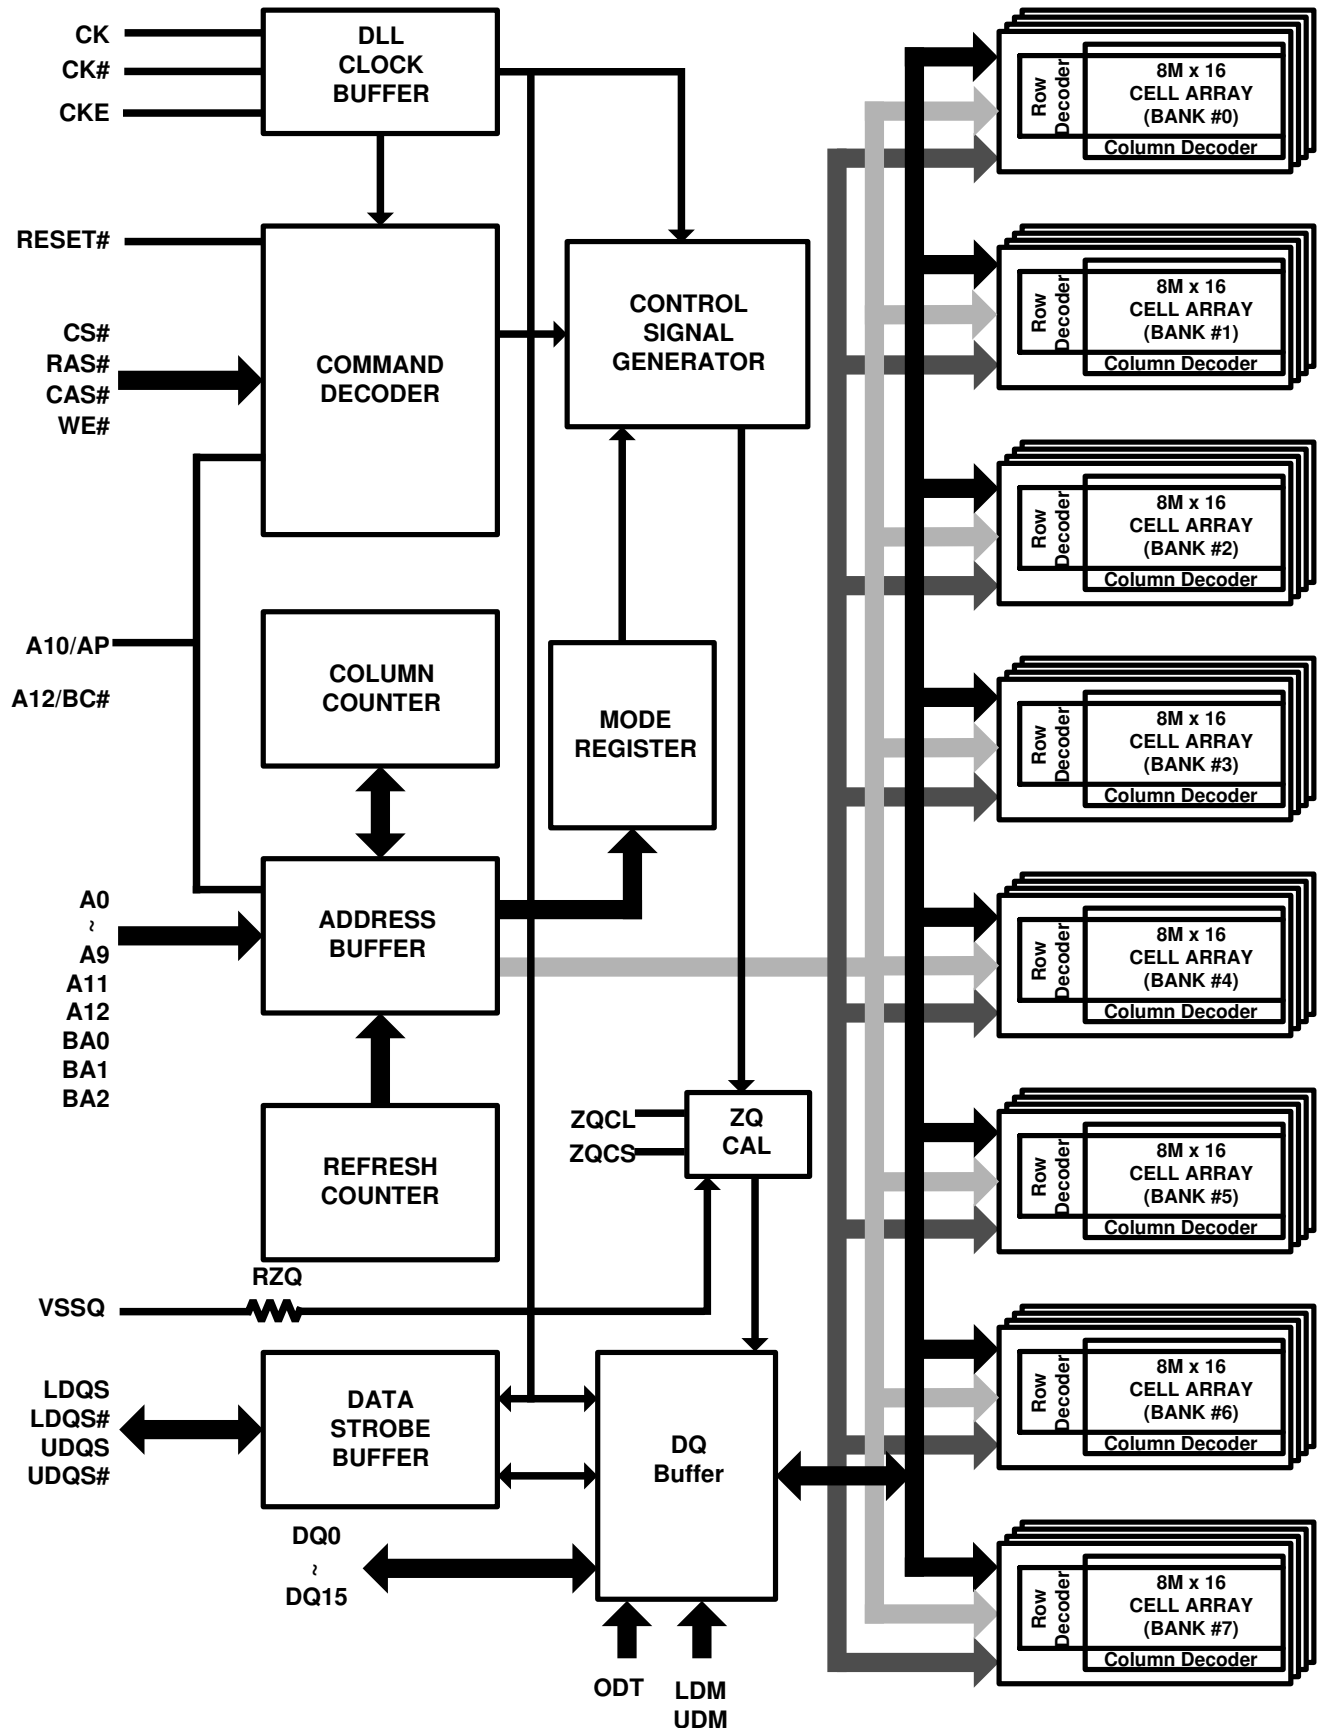 CK
CK#
CKE
DLL
CLOCK
BUFFER
RESET#
CS#
RAS#
CAS#
WE#
COMMAND
DECODER
CONTROL
SIGNAL
GENERATOR
A10/AP
A12/BC#
COLUMN
COUNTER
MODE
REGISTER
A0
~
A9
A11
A12
BA0
BA1
BA2
ADDRESS
BUFFER
REFRESH
COUNTER
ZQCL
ZQCS
ZQ
CAL
RZQ
VSSQ
LDQS
LDQS#
UDQS
UDQS#
DATA
STROBE
BUFFER
DQ
Buffer
DQ0
~
DQ15
ODT
LDM
UDM
Row
Decoder
8M x 16
CELL ARRAY
(BANK #0)
Column Decoder
Row
Decoder
8M x 16
CELL ARRAY
(BANK #1)
Column Decoder
Row
Decoder
8M x 16
CELL ARRAY
(BANK #2)
Column Decoder
Row
Decoder
8M x 16
CELL ARRAY
(BANK #3)
Column Decoder
Row
Decoder
8M x 16
CELL ARRAY
(BANK #4)
Column Decoder
Row
Decoder
8M x 16
CELL ARRAY
(BANK #5)
Column Decoder
Row
Decoder
8M x 16
CELL ARRAY
(BANK #6)
Column Decoder
Row
Decoder
8M x 16
CELL ARRAY
(BANK #7)
Column Decoder